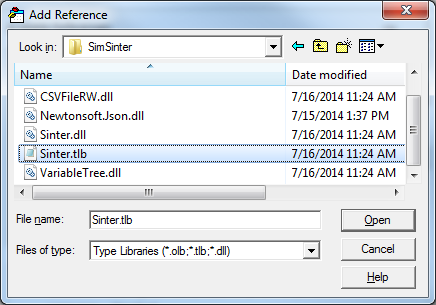 Add Reference
Look in: SimSinter
Name Date modified
CSVFileRW.dll 7/16/2014 11:24 AM
Newtonsoft.Json.dll 7/15/2014 1:37 PM
Sinter.dll 7/16/2014 11:24 AM
Sinter.tlb 7/16/2014 11:24 AM
VariableTree.dll 7/16/2014 11:24 AM
File name: Sinter.tlb Open
Files of type: Type Libraries (*.olb;*.tlb;*.dll) Cancel
Help